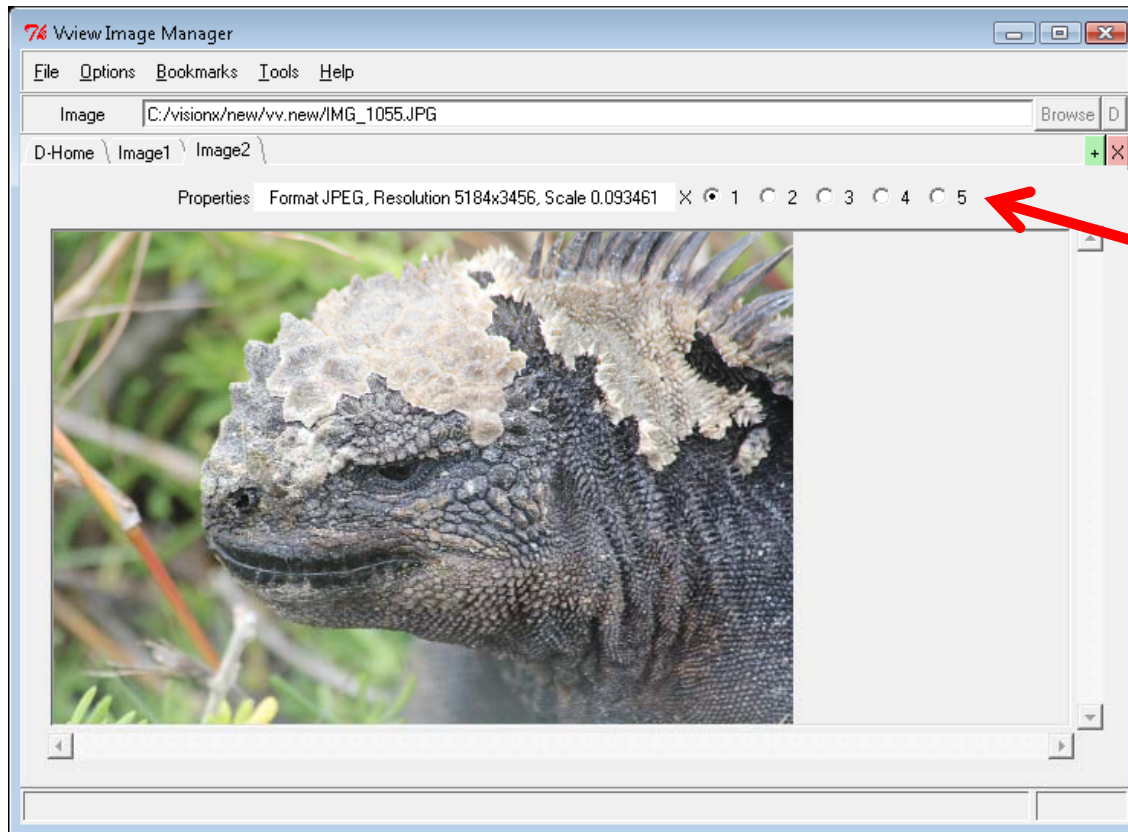 Vview Image Manager
File Options Bookmarks Tools Help
Image C:/visionx/new/vv.new/IMG_1055.JPG Browse D
D-Home Image1 Image2 + X
Properties Format JPEG, Resolution 5184x3456, Scale 0.093461 X 1 2 3 4 5